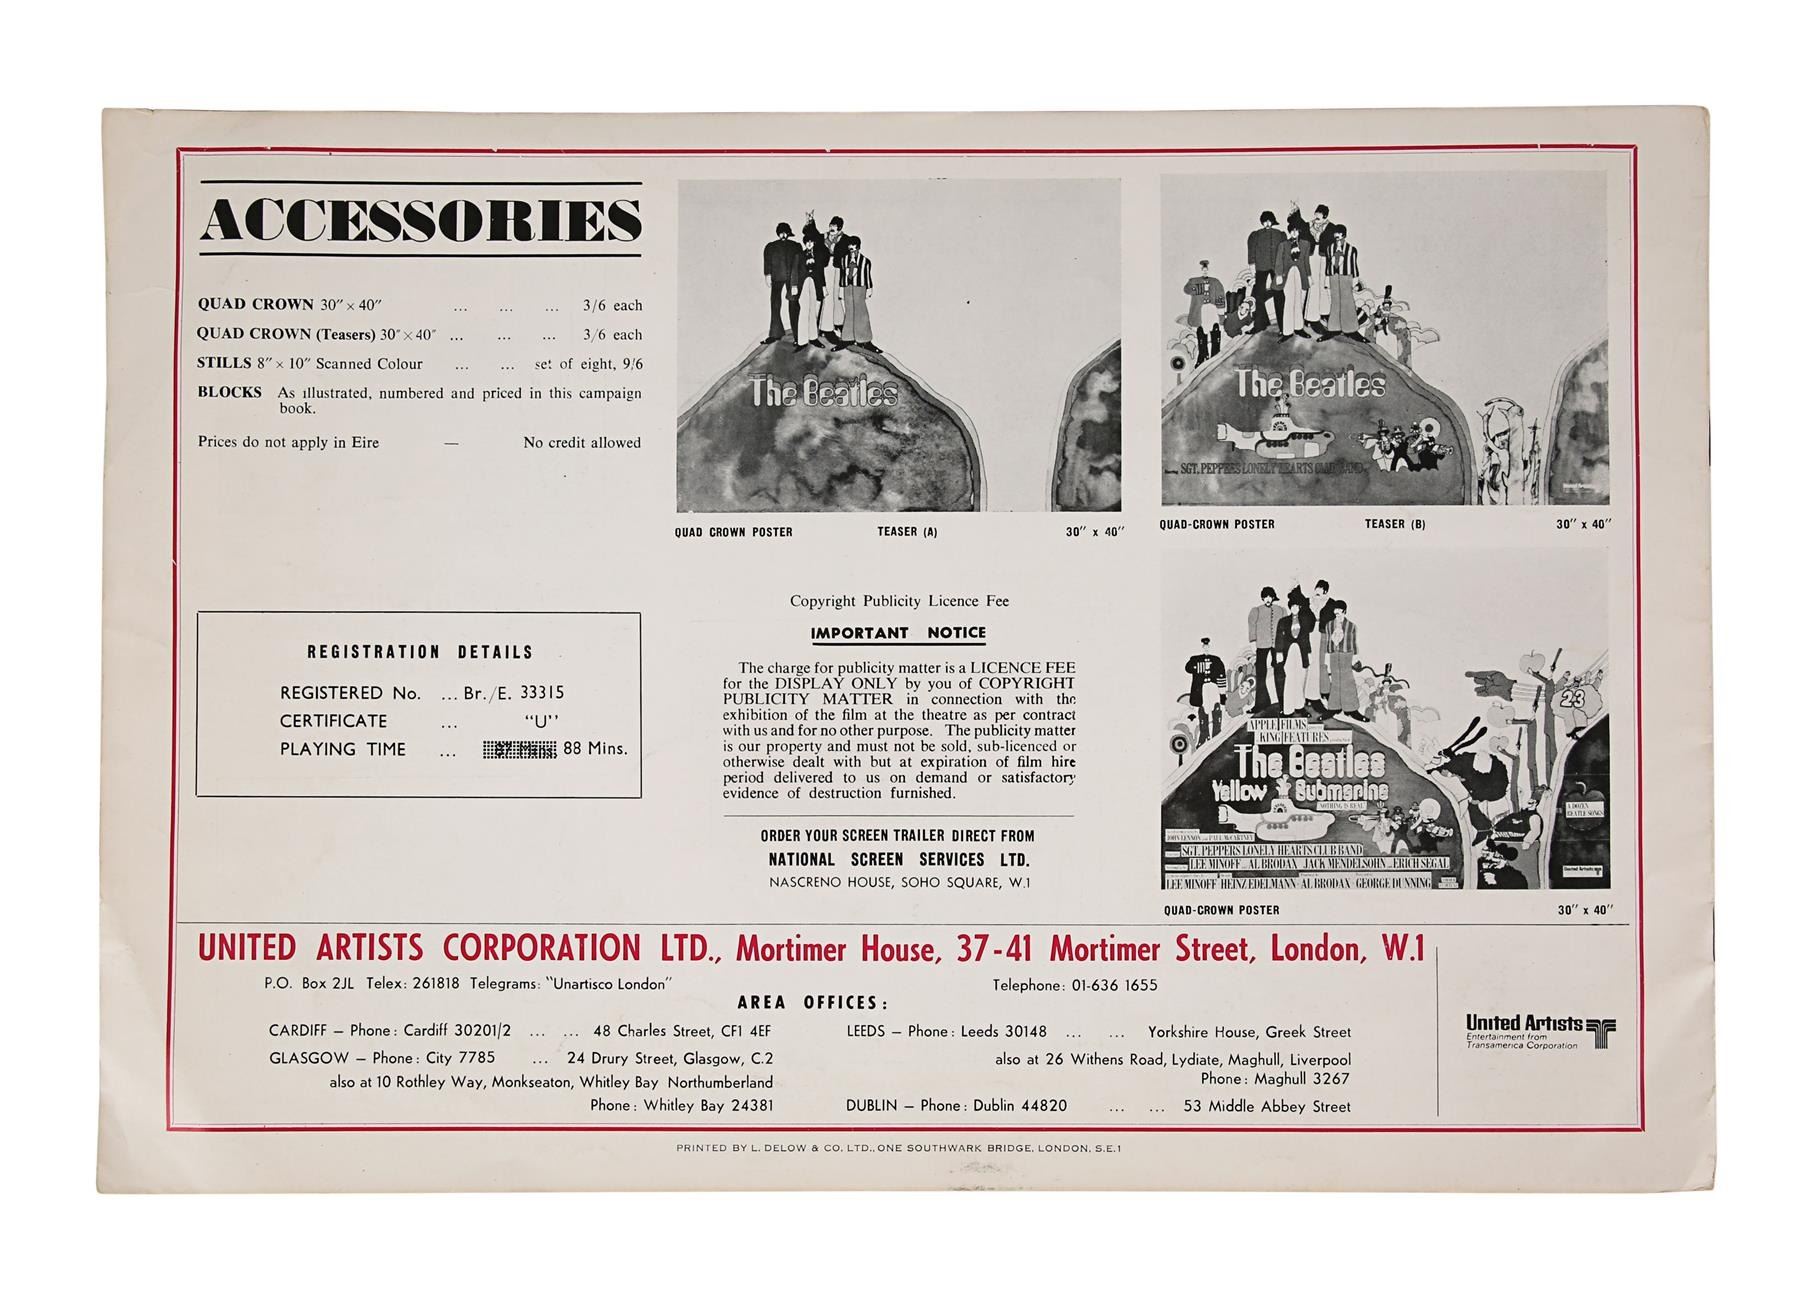 ACCESSORIES
QUAD CROWN 30″ × 40″ ... ... ... 3/6 each
QUAD CROWN (Teasers) 30″ × 40″ ... ... ... 3/6 each
STILLS 8″ × 10″ Scanned Colour ... ... set of eight, 9/6
BLOCKS As illustrated, numbered and priced in this campaign
book.
Prices do not apply in Eire — No credit allowed
REGISTRATION DETAILS
REGISTERED No. ... Br./E. 33315
CERTIFICATE ... “U”
PLAYING TIME ... 88 Mins.
The Beatles
QUAD CROWN POSTER TEASER (A) 30″ x 40″
The Beatles
SGT. PEPPERS LONELY HEARTS CLUB BAND
QUAD-CROWN POSTER TEASER (B) 30″ x 40″
Copyright Publicity Licence Fee
IMPORTANT NOTICE
The charge for publicity matter is a LICENCE FEE
for the DISPLAY ONLY by you of COPYRIGHT
PUBLICITY MATTER in connection with the
exhibition of the film at the theatre as per contract
with us and for no other purpose. The publicity matter
is our property and must not be sold, sub-licenced or
otherwise dealt with but at expiration of film hire
period delivered to us on demand or satisfactory
evidence of destruction furnished.
ORDER YOUR SCREEN TRAILER DIRECT FROM
NATIONAL SCREEN SERVICES LTD.
NASCRENO HOUSE, SOHO SQUARE, W.1
23
APPLE FILMS
KING FEATURES
The Beatles
Yellow Submarine
NOTHING IS REAL
A DOZEN
BEATLE SONGS
JOHN LENNON PAUL McCARTNEY
SGT. PEPPERS LONELY HEARTS CLUB BAND
LEE MINOFF AL BRODAX JACK MENDELSOHN ERICH SEGAL
LEE MINOFF HEINZ EDELMANN AL BRODAX GEORGE DUNNING
United Artists
QUAD-CROWN POSTER 30″ x 40″
UNITED ARTISTS CORPORATION LTD., Mortimer House, 37-41 Mortimer Street, London, W.1
P.O. Box 2JL Telex: 261818 Telegrams: “Unartisco London” Telephone: 01-636 1655
AREA OFFICES:
CARDIFF – Phone: Cardiff 30201/2 ... ... 48 Charles Street, CF1 4EF
GLASGOW – Phone: City 7785 ... 24 Drury Street, Glasgow, C.2
also at 10 Rothley Way, Monkseaton, Whitley Bay Northumberland
Phone: Whitley Bay 24381
LEEDS – Phone: Leeds 30148 ... ... Yorkshire House, Greek Street
also at 26 Withens Road, Lydiate, Maghull, Liverpool
Phone: Maghull 3267
DUBLIN – Phone: Dublin 44820 ... ... 53 Middle Abbey Street
United Artists
Entertainment from
Transamerica Corporation
PRINTED BY L. DELOW & CO. LTD., ONE SOUTHWARK BRIDGE, LONDON, S.E.1